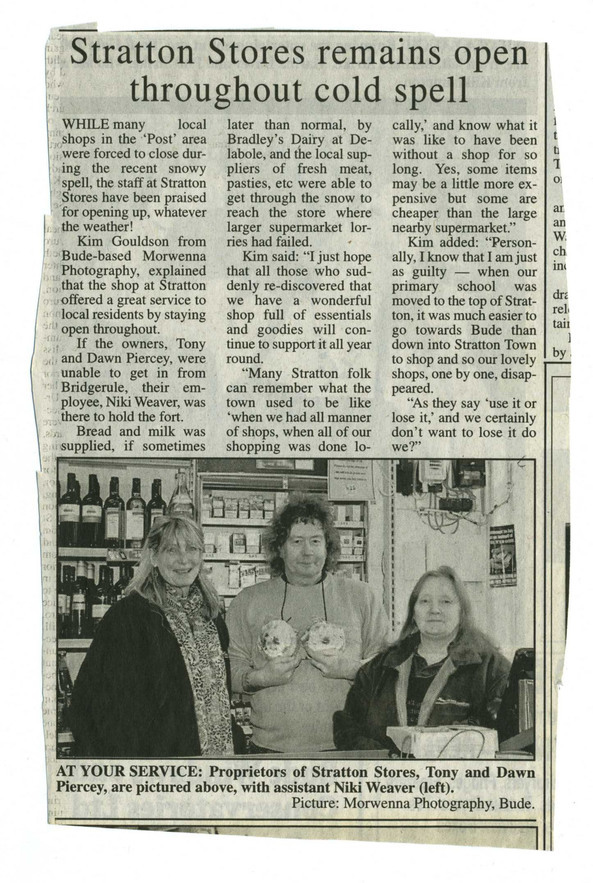 Stratton Stores remains open
throughout cold spell
WHILE many local
shops in the 'Post' area
were forced to close dur-
ing the recent snowy
spell, the staff at Stratton
Stores have been praised
for opening up, whatever
the weather!
Kim Gouldson from
Bude-based Morwenna
Photography, explained
that the shop at Stratton
offered a great service to
local residents by staying
open throughout.
If the owners, Tony
and Dawn Piercey, were
unable to get in from
Bridgerule, their em-
ployee, Niki Weaver, was
there to hold the fort.
Bread and milk was
supplied, if sometimes
later than normal, by
Bradley's Dairy at De-
labole, and the local sup-
pliers of fresh meat,
pasties, etc were able to
get through the snow to
reach the store where
larger supermarket lor-
ries had failed.
Kim said: "I just hope
that all those who sud-
denly re-discovered that
we have a wonderful
shop full of essentials
and goodies will con-
tinue to support it all year
round.
"Many Stratton folk
can remember what the
town used to be like
'when we had all manner
of shops, when all of our
shopping was done lo-
cally,' and know what it
was like to have been
without a shop for so
long. Yes, some items
may be a little more ex-
pensive but some are
cheaper than the large
nearby supermarket."
Kim added: "Person-
ally, I know that I am just
as guilty — when our
primary school was
moved to the top of Strat-
ton, it was much easier to
go towards Bude than
down into Stratton Town
to shop and so our lovely
shops, one by one, disap-
peared.
"As they say 'use it or
lose it,' and we certainly
don't want to lose it do
we?"
AT YOUR SERVICE: Proprietors of Stratton Stores, Tony and Dawn
Piercey, are pictured above, with assistant Niki Weaver (left).
Picture: Morwenna Photography, Bude.